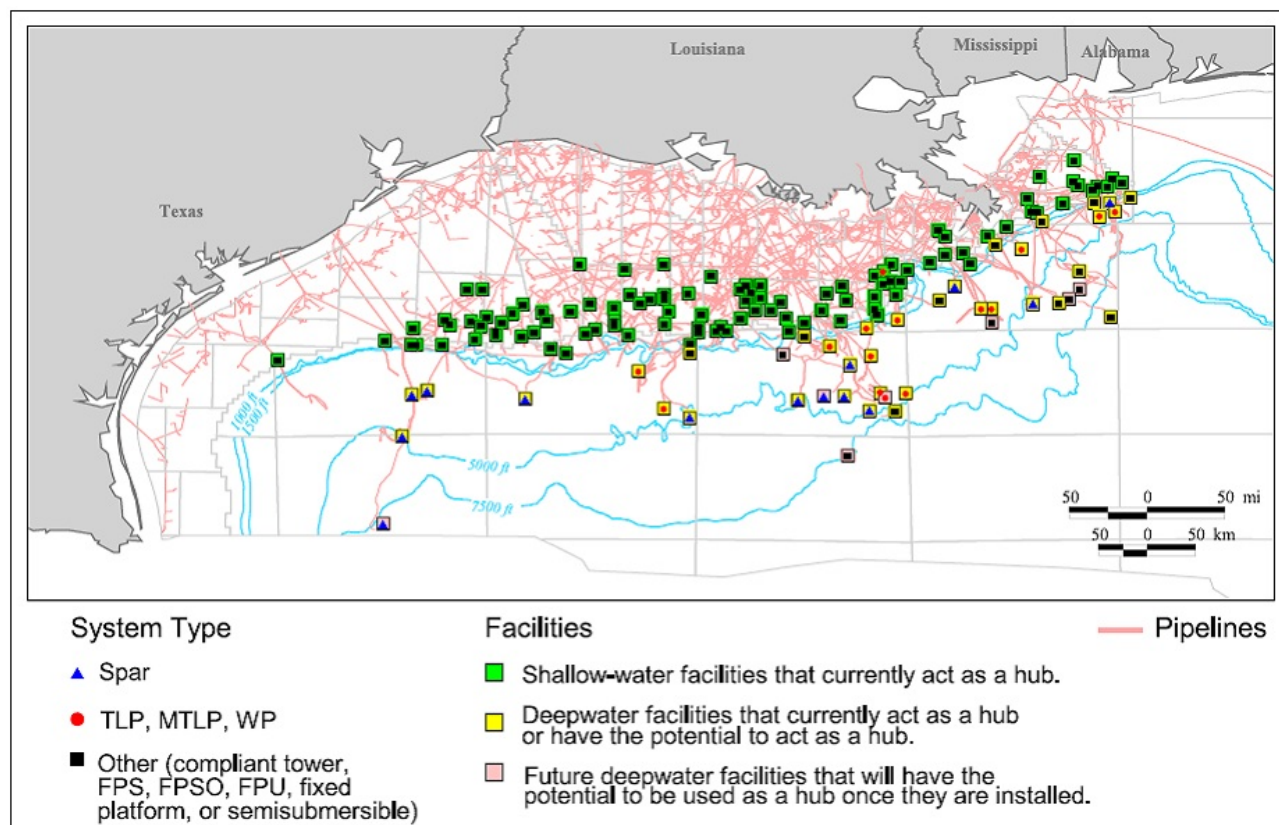 Louisiana
Mississippi
Alabama
Texas
1000 ft
1500 ft
5000 ft
7500 ft
50 0 50 mi
50 0 50 km
System Type
Spar
TLP, MTLP, WP
Other (compliant tower,
FPS, FPSO, FPU, fixed
platform, or semisubmersible)
Facilities
Shallow-water facilities that currently act as a hub.
Deepwater facilities that currently act as a hub
or have the potential to act as a hub.
Future deepwater facilities that will have the
potential to be used as a hub once they are installed.
Pipelines